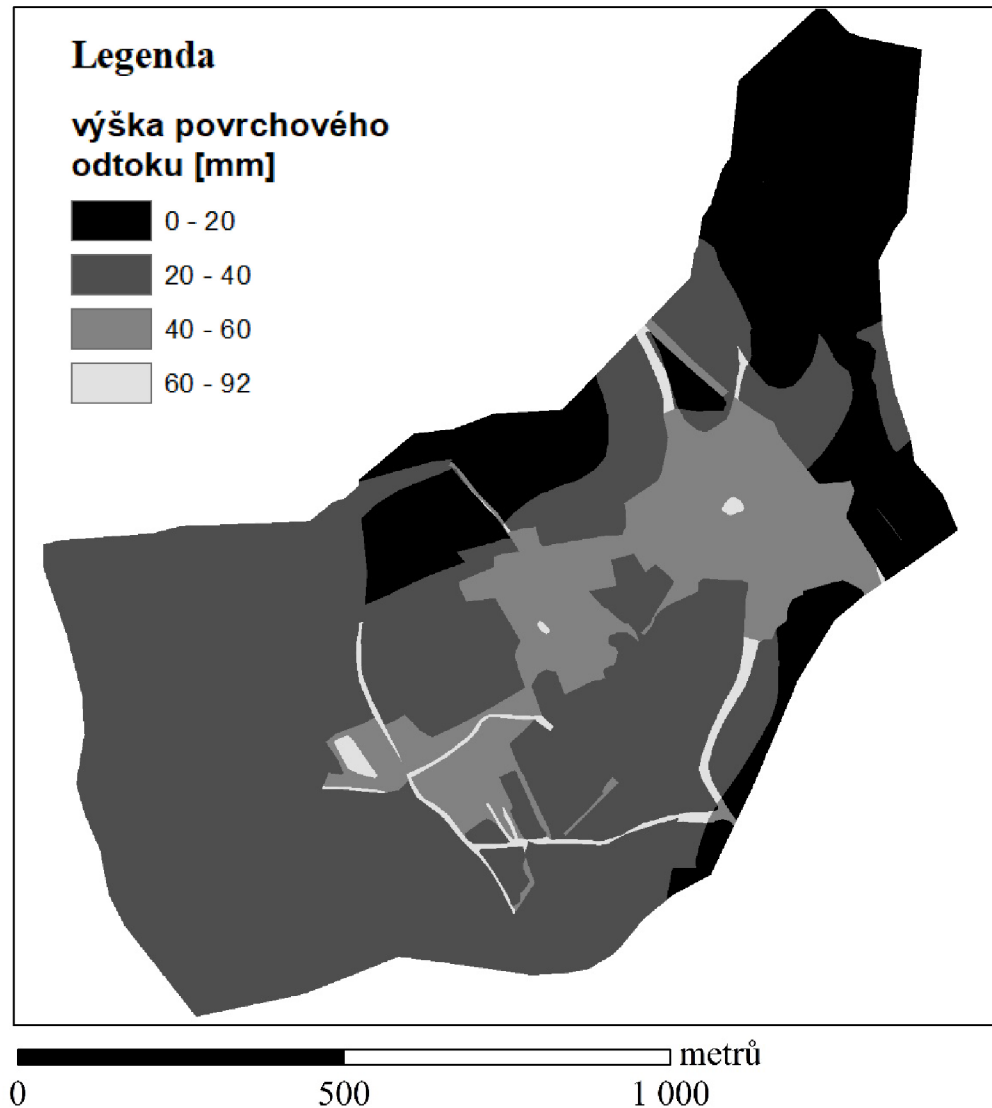 Legenda
výška povrchového
odtoku [mm]
0 - 20
20 - 40
40 - 60
60 - 92
metrů
0 500 1 000